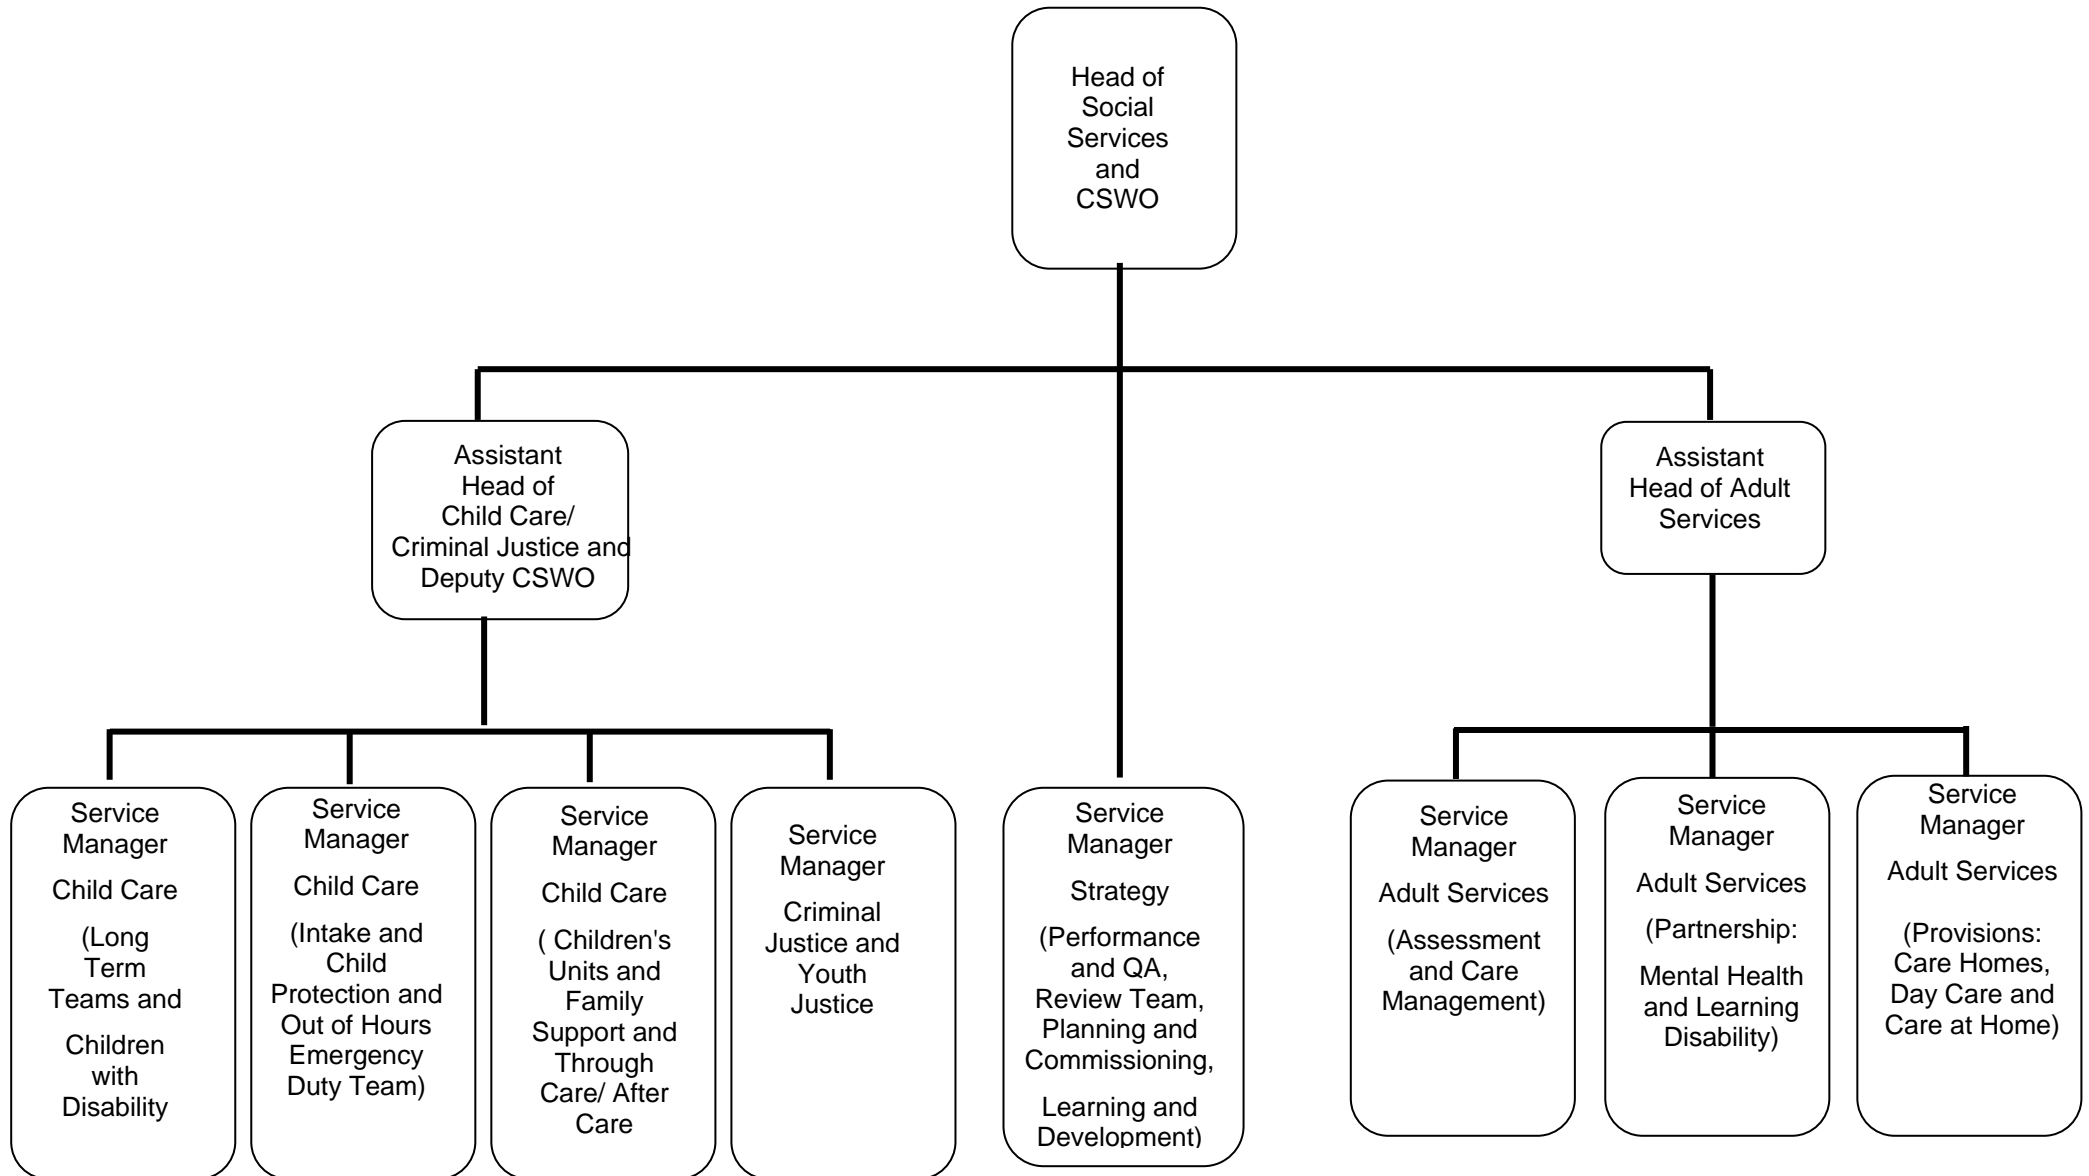 Head of
Social
Services
and
CSWO
Assistant
Head of
Child Care/
Criminal Justice and
Deputy CSWO
Assistant
Head of Adult
Services
Service
Manager
Child Care
(Long
Term
Teams and
Children
with
Disability
Service
Manager
Child Care
(Intake and
Child
Protection and
Out of Hours
Emergency
Duty Team)
Service
Manager
Child Care
( Children's
Units and
Family
Support and
Through
Care/ After
Care
Service
Manager
Criminal
Justice and
Youth
Justice
Service
Manager
Strategy
(Performance
and QA,
Review Team,
Planning and
Commissioning,
Learning and
Development)
Service
Manager
Adult Services
(Assessment
and Care
Management)
Service
Manager
Adult Services
(Partnership:
Mental Health
and Learning
Disability)
Service
Manager
Adult Services
(Provisions:
Care Homes,
Day Care and
Care at Home)